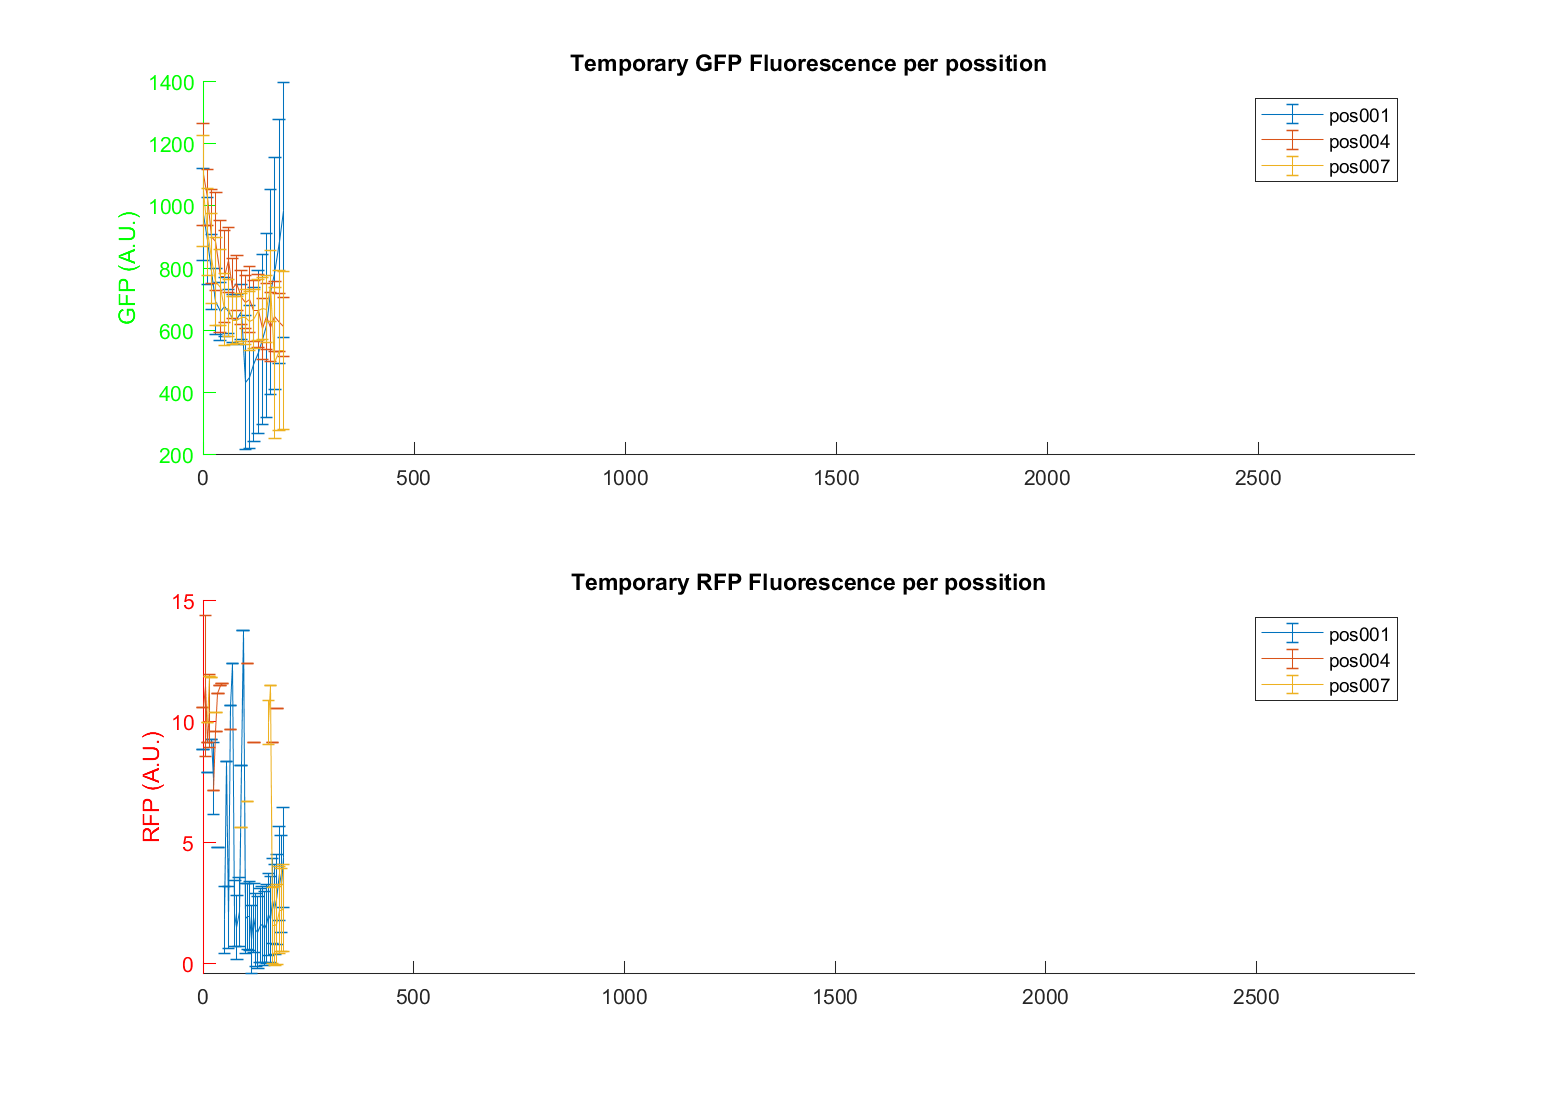 Temporary GFP Fluorescence per possition
1400
1200
1000
800
600
400
200
GFP (A.U.)
pos001
pos004
pos007
0 500 1000 1500 2000 2500
Temporary RFP Fluorescence per possition
15
10
5
0
RFP (A.U.)
pos001
pos004
pos007
0 500 1000 1500 2000 2500